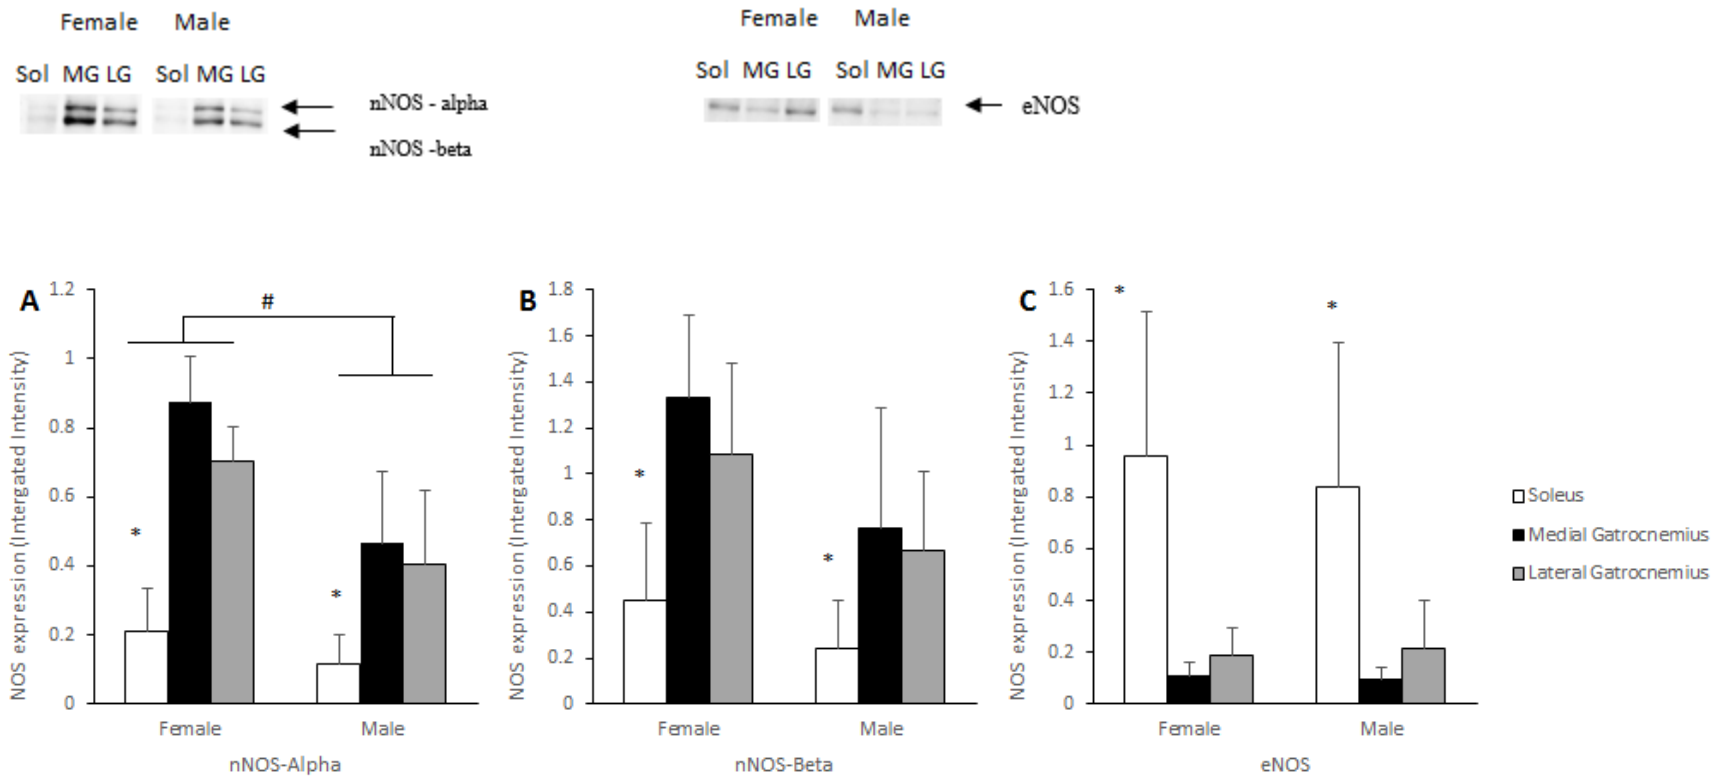 Female Male
Sol MG LG Sol MG LG
nNOS - alpha
nNOS -beta
Female Male
Sol MG LG Sol MG LG
eNOS
A
NOS expression (Intergated Intensity)
1.2
1
0.8
0.6
0.4
0.2
0
#
*
*
Female Male
nNOS-Alpha
B
NOS expression (Intergated Intensity)
1.8
1.6
1.4
1.2
1
0.8
0.6
0.4
0.2
0
*
*
Female Male
nNOS-Beta
C
NOS expression (Intergated Intensity)
1.6
1.4
1.2
1
0.8
0.6
0.4
0.2
0
*
*
Female Male
eNOS
Soleus
Medial Gatrocnemius
Lateral Gatrocnemius